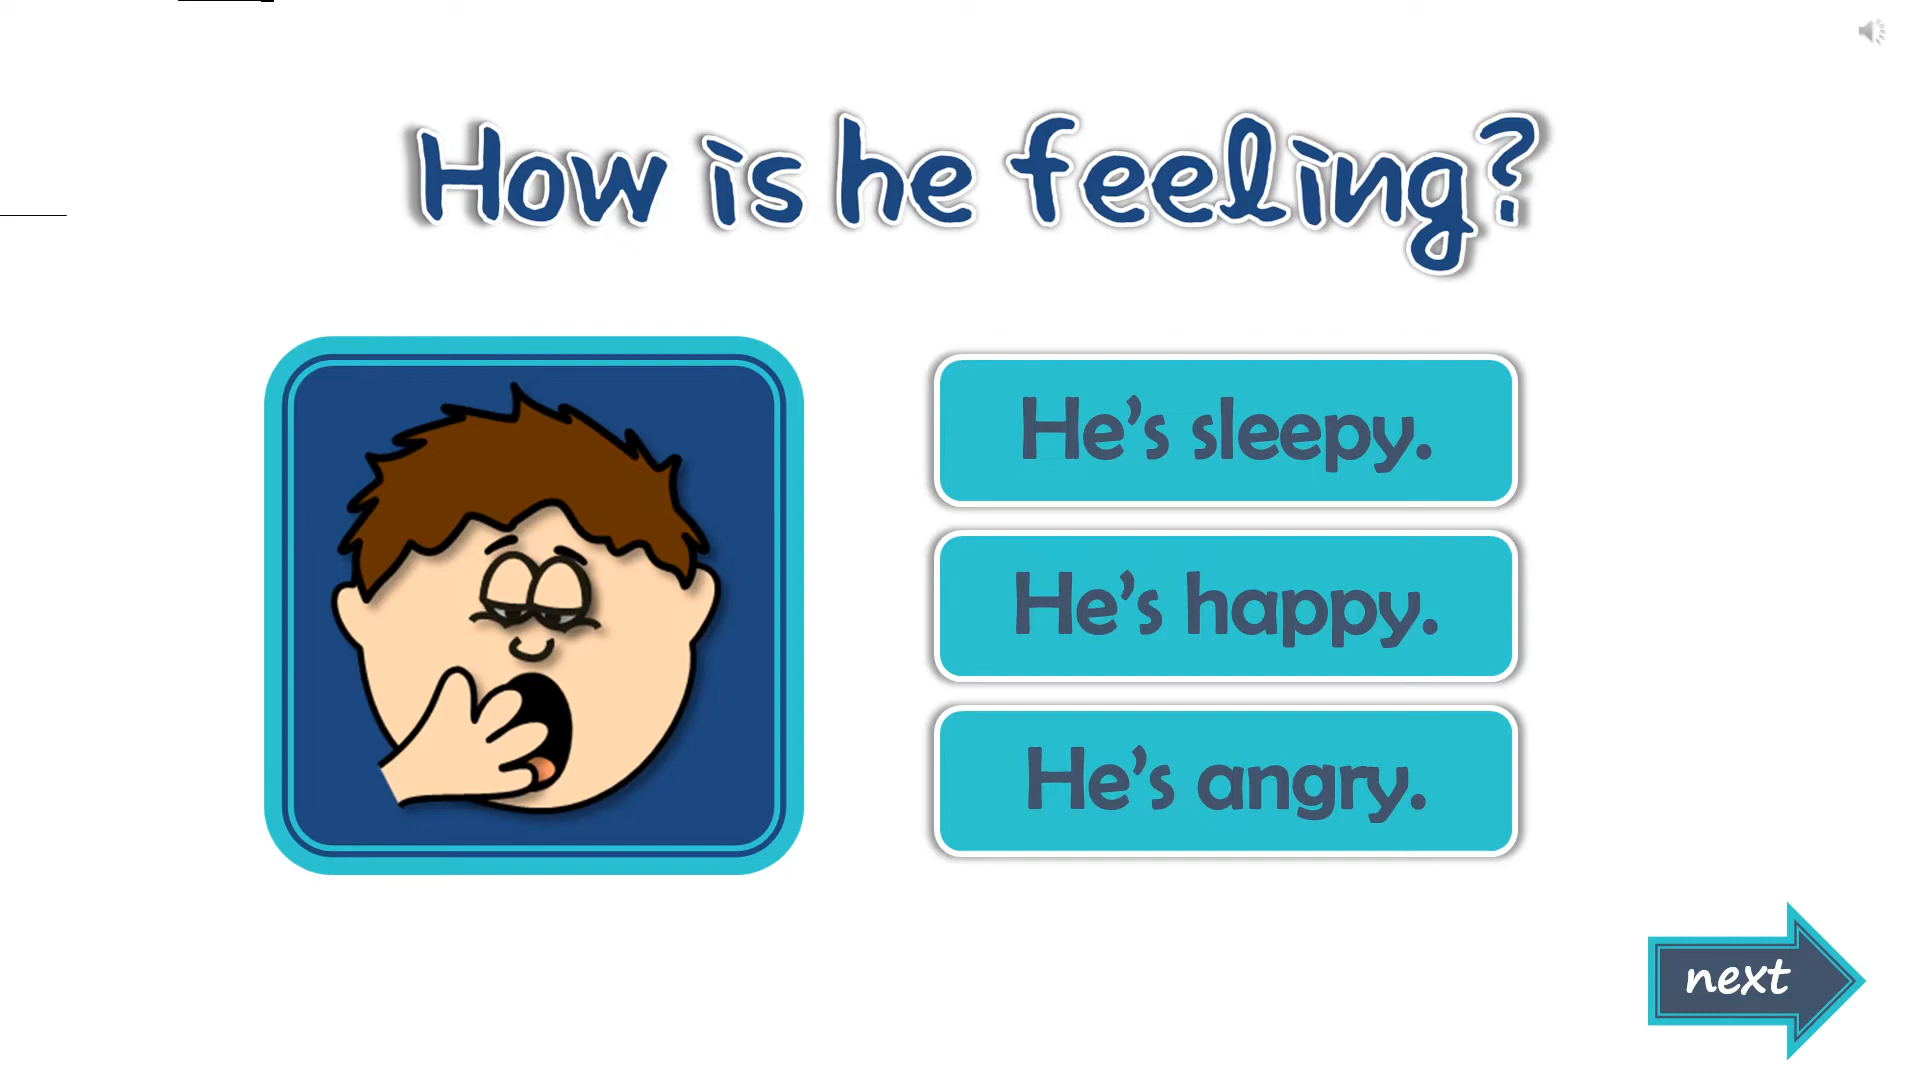 How is he feeling?
He’s sleepy.
He’s happy.
He’s angry.
next